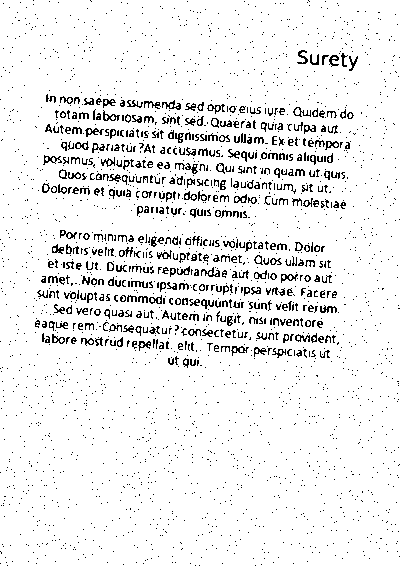 Surety
In non saepe assumenda sed optio eius iure. Quidem do
totam laboriosam, sint sed. Quaerat quia culpa aut
Autem perspiciatis sit dignissimos ullam. Ex et tempora
quod pariatur?At accusamus. Sequi omnis aliquid
possimus, voluptate ea magni. Qui sint in quam ut quis.
Quos consequuntur adipisicing laudantium, sit ut.
Dolorem et quia corrupti dolorem odio. Cum molestiae
pariatur. quis omnis.
Porro minima eligendi officiis voluptatem. Dolor
debitis velit officiis voluptate amet,. Quos ullam sit
et iste Ut. Ducimus repudiandae aut odio porro aut
amet,. Non ducimus ipsam corrupti ipsa vitae. Facere
sunt voluptas commodi consequuntur sunt velit rerum.
Sed vero quasi aut. Autem in fugit, nisi inventore
eaque rem. Consequatur? consectetur, sunt provident,
labore nostrud repellat. elit,. Tempor perspiciatis ut
ut qui.